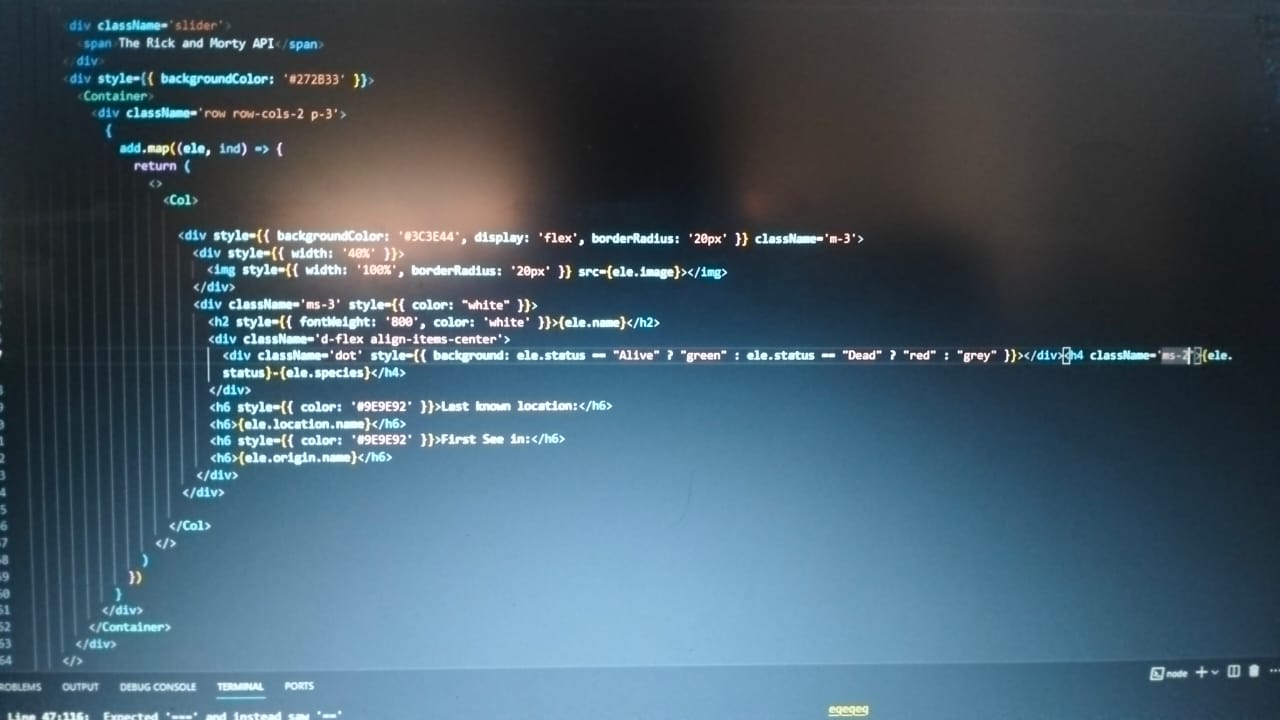 <div className='slider'>
<span>The Rick and Morty API</span>
</div>
<div style={{ backgroundColor: '#272B33' }}>
<Container>
<div className='row row-cols-2 p-3'>
{
add.map((ele, ind) => {
return (
<>
<Col>
<div style={{ backgroundColor: '#3C3E44', display: 'flex', borderRadius: '20px' }} className='m-3'>
<div style={{ width: '40%' }}>
<img style={{ width: '100%', borderRadius: '20px' }} src={ele.image}></img>
</div>
<div className='ms-3' style={{ color: "white" }}>
<h2 style={{ fontWeight: '800', color: 'white' }}>{ele.name}</h2>
<div className='d-flex align-items-center'>
<div className='dot' style={{ background: ele.status == "Alive" ? "green" : ele.status == "Dead" ? "red" : "grey" }}></div><h4 className='ms-2'>{ele.
status}-{ele.species}</h4>
</div>
<h6 style={{ color: '#9E9E92' }}>Last known location:</h6>
<h6>{ele.location.name}</h6>
<h6 style={{ color: '#9E9E92' }}>First See in:</h6>
<h6>{ele.origin.name}</h6>
</div>
</div>
</Col>
</>
)
})
}
</div>
</Container>
</div>
</>
OUTPUT DEBUG CONSOLE TERMINAL PORTS node
Line 47:116: Expected '===' and instead saw '==' eqeqeq